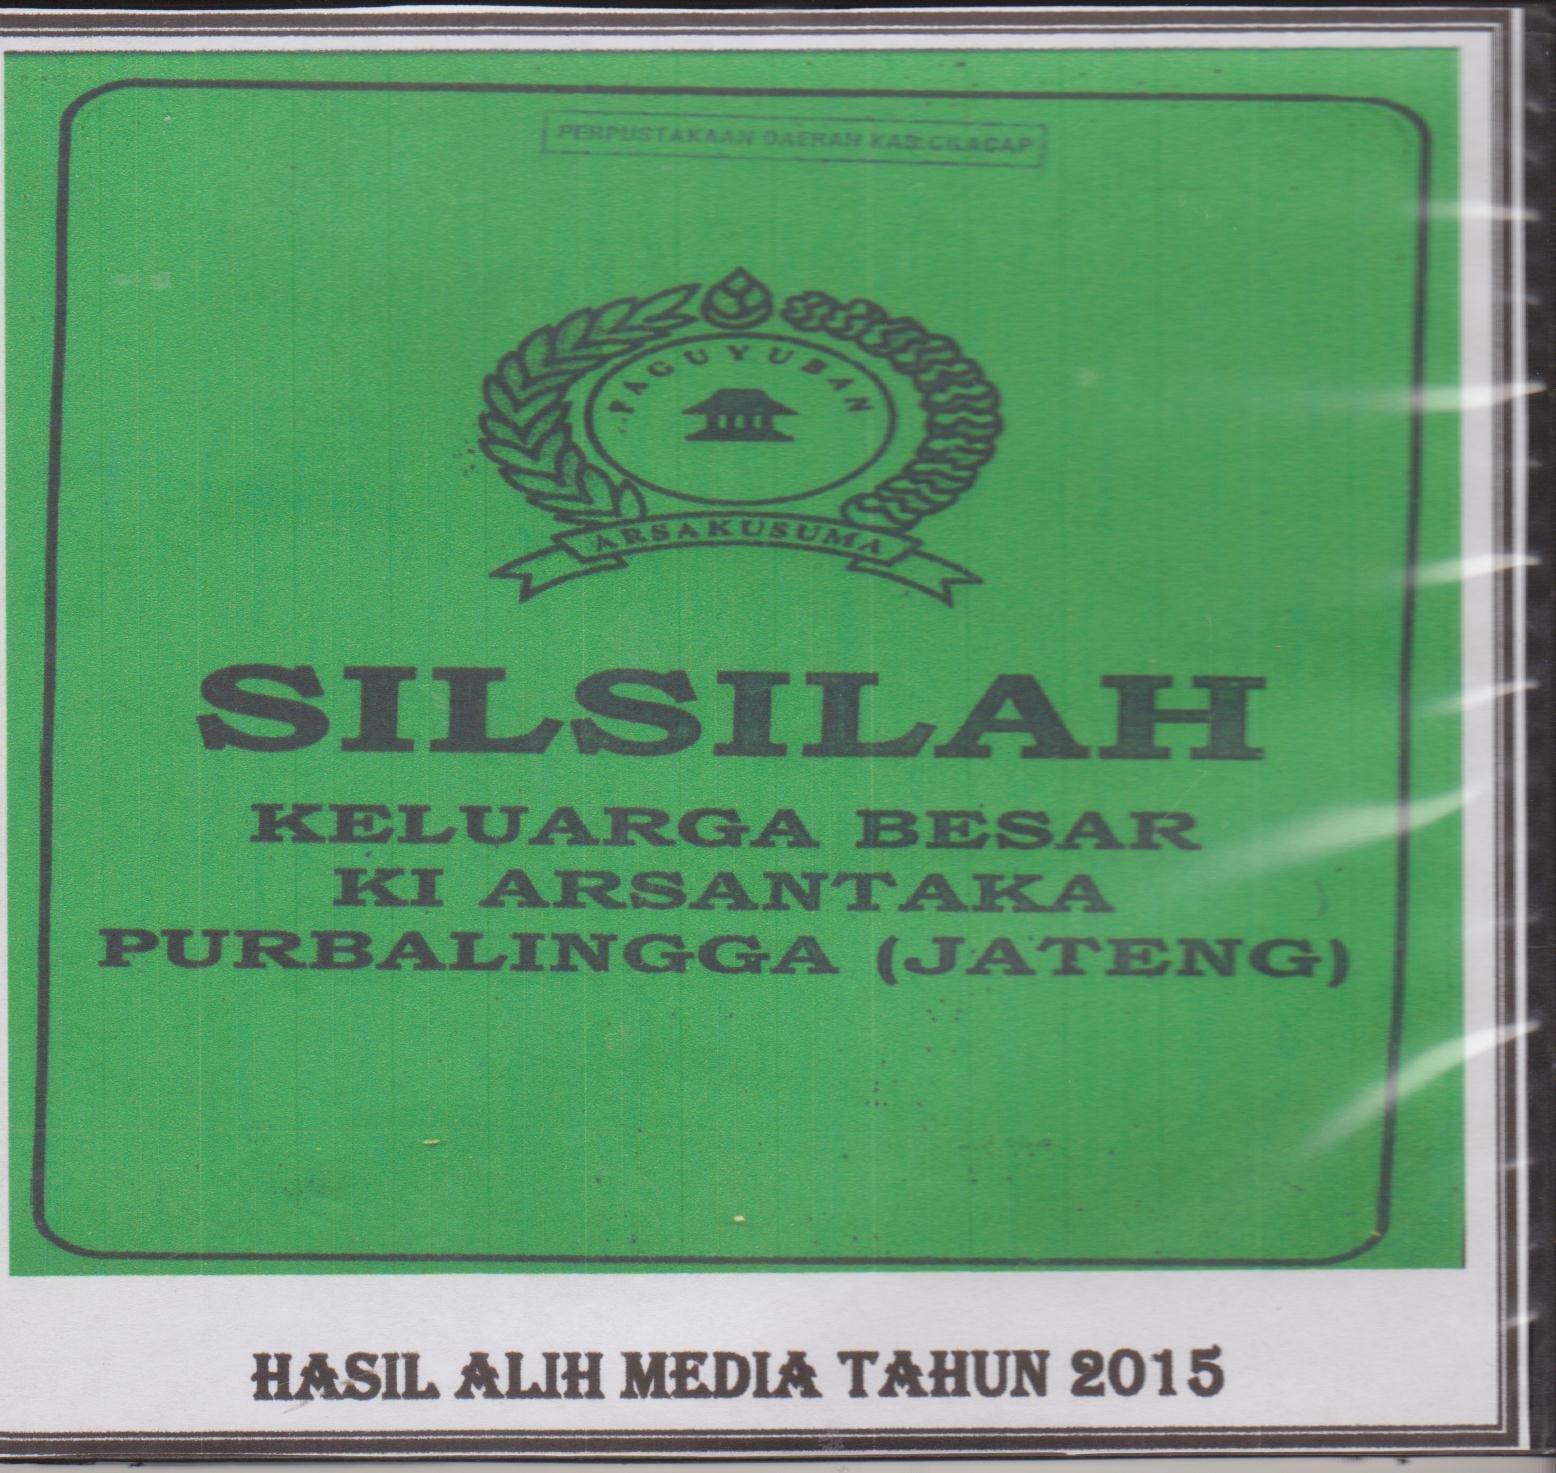 PERPUSTAKAAN DAERAH KAB.CILACAP
PAGUYUBAN
ARSAKUSUMA
SILSILAH
KELUARGA BESAR
KI ARSANTAKA
PURBALINGGA (JATENG)
HASIL ALIH MEDIA TAHUN 2015